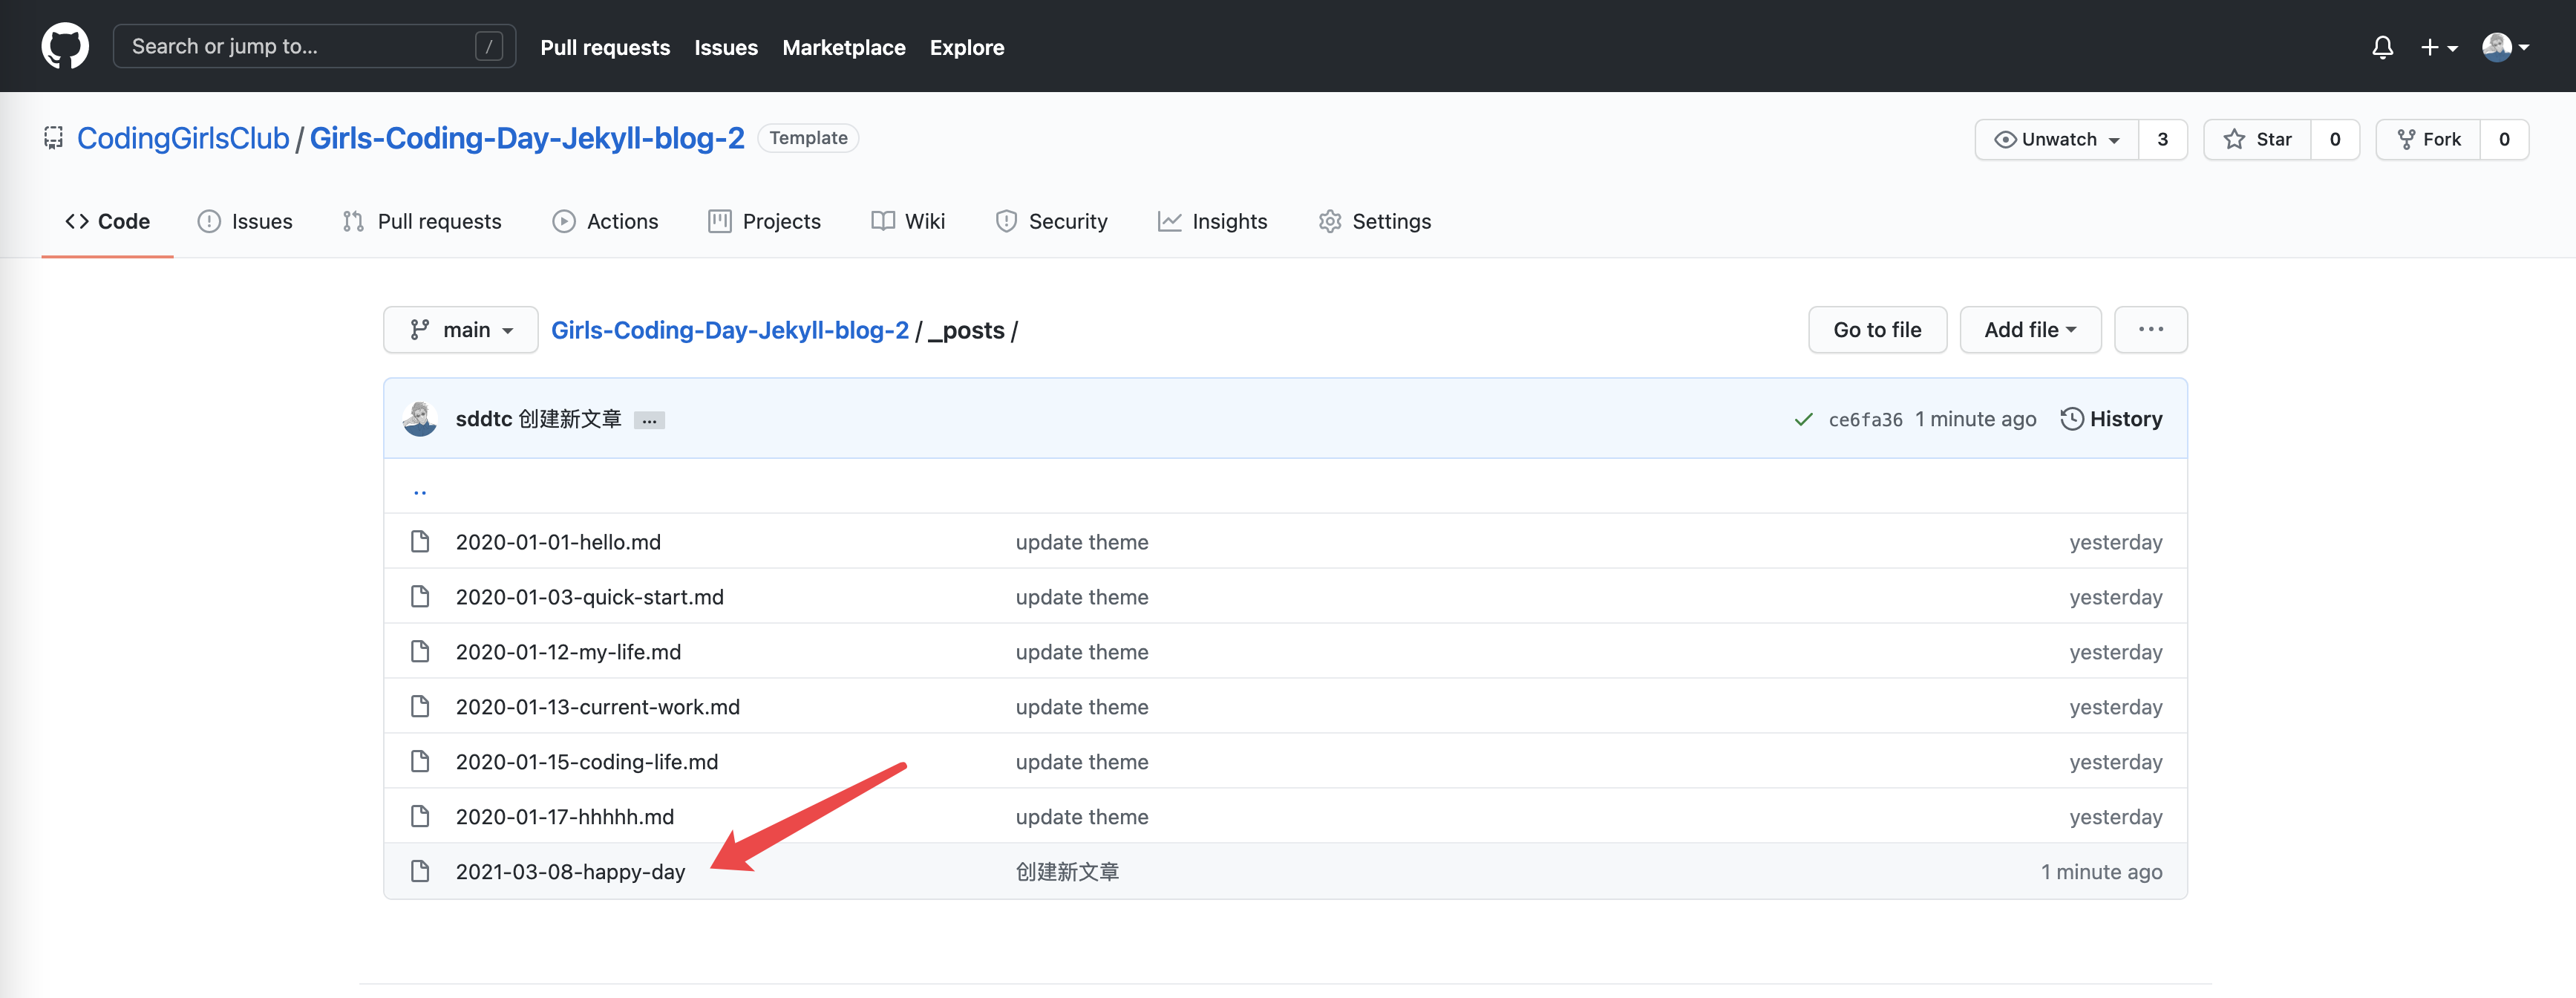 Search or jump to... / Pull requests Issues Marketplace Explore
CodingGirlsClub / Girls-Coding-Day-Jekyll-blog-2 Template Unwatch 3 Star 0 Fork 0
Code Issues Pull requests Actions Projects Wiki Security Insights Settings
main Girls-Coding-Day-Jekyll-blog-2 / _posts / Go to file Add file ...
sddtc 创建新文章 ... ce6fa36 1 minute ago History
..
2020-01-01-hello.md update theme yesterday
2020-01-03-quick-start.md update theme yesterday
2020-01-12-my-life.md update theme yesterday
2020-01-13-current-work.md update theme yesterday
2020-01-15-coding-life.md update theme yesterday
2020-01-17-hhhhh.md update theme yesterday
2021-03-08-happy-day 创建新文章 1 minute ago